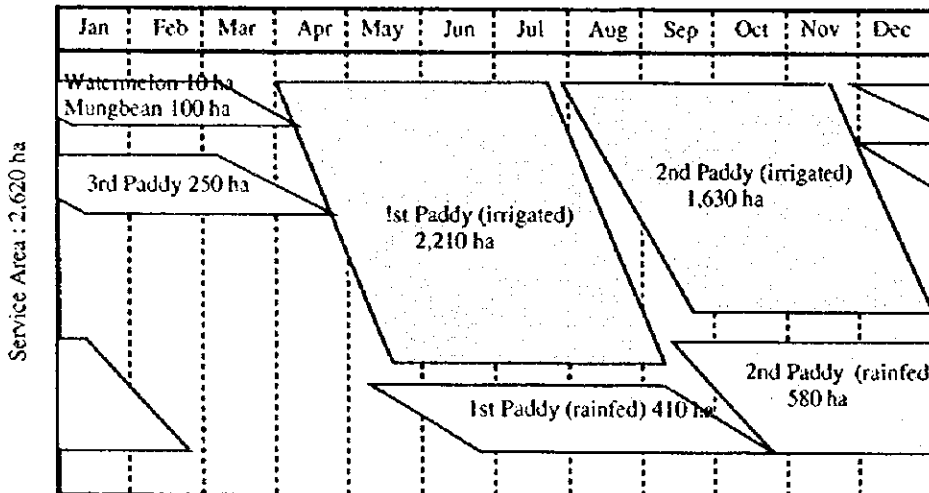 Jan Feb Mar Apr May Jun Jul Aug Sep Oct Nov Dec
Watermelon 10 ha
Mungbean 100 ha
3rd Paddy 250 ha
1st Paddy (irrigated)
2,210 ha
2nd Paddy (irrigated)
1,630 ha
Service Area : 2,620 ha
2nd Paddy (rainfed
580 ha
1st Paddy (rainfed) 410 ha